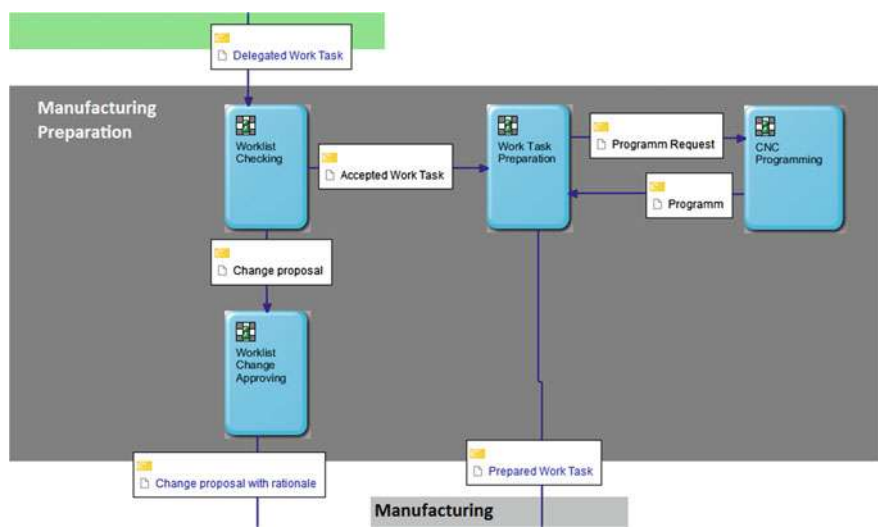 Delegated Work Task
Manufacturing
Preparation
Worklist
Checking
Accepted Work Task
Work Task
Preparation
Programm Request
Programm
CNC
Programming
Change proposal
Worklist
Change
Approving
Change proposal with rationale
Prepared Work Task
Manufacturing